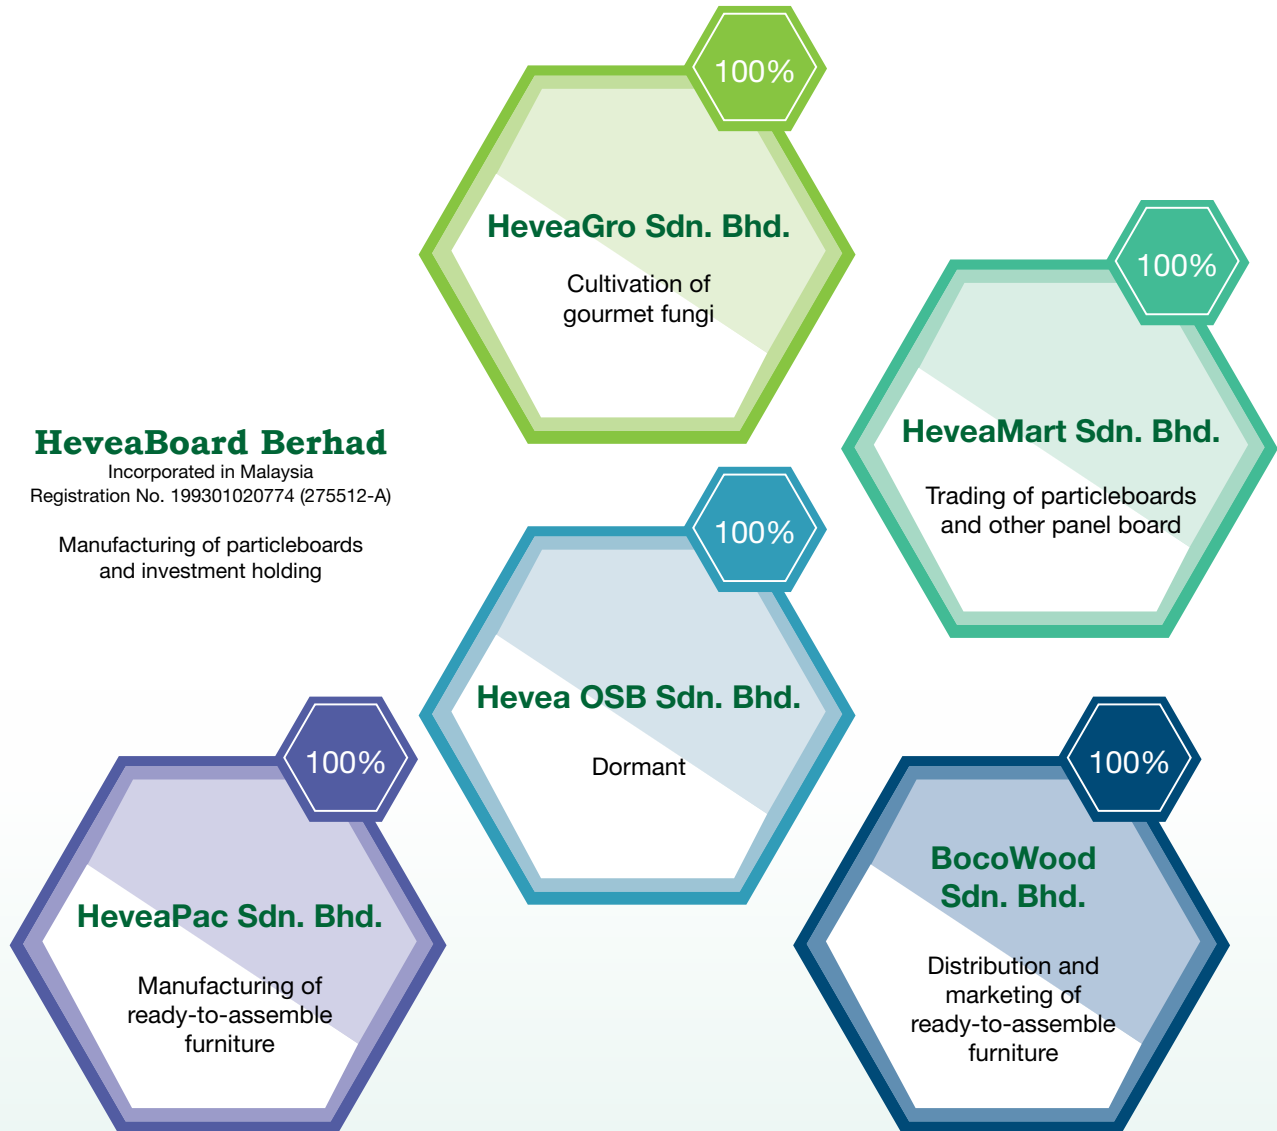 100%
HeveaGro Sdn. Bhd.
Cultivation of
gourmet fungi
100%
HeveaMart Sdn. Bhd.
Trading of particleboards
and other panel board
HeveaBoard Berhad
Incorporated in Malaysia
Registration No. 199301020774 (275512-A)
Manufacturing of particleboards
and investment holding
100%
Hevea OSB Sdn. Bhd.
Dormant
100%
HeveaPac Sdn. Bhd.
Manufacturing of
ready-to-assemble
furniture
100%
BocoWood
Sdn. Bhd.
Distribution and
marketing of
ready-to-assemble
furniture